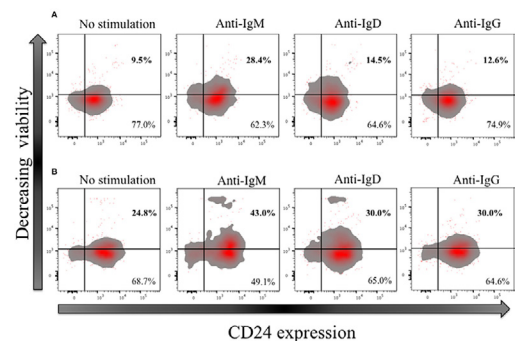 A
No stimulation Anti-IgM Anti-IgD Anti-IgG
9.5% 28.4% 14.5% 12.6%
77.0% 62.3% 64.6% 74.9%
B
No stimulation Anti-IgM Anti-IgD Anti-IgG
24.8% 43.0% 30.0% 30.0%
68.7% 49.1% 65.0% 64.6%
Decreasing viability
CD24 expression